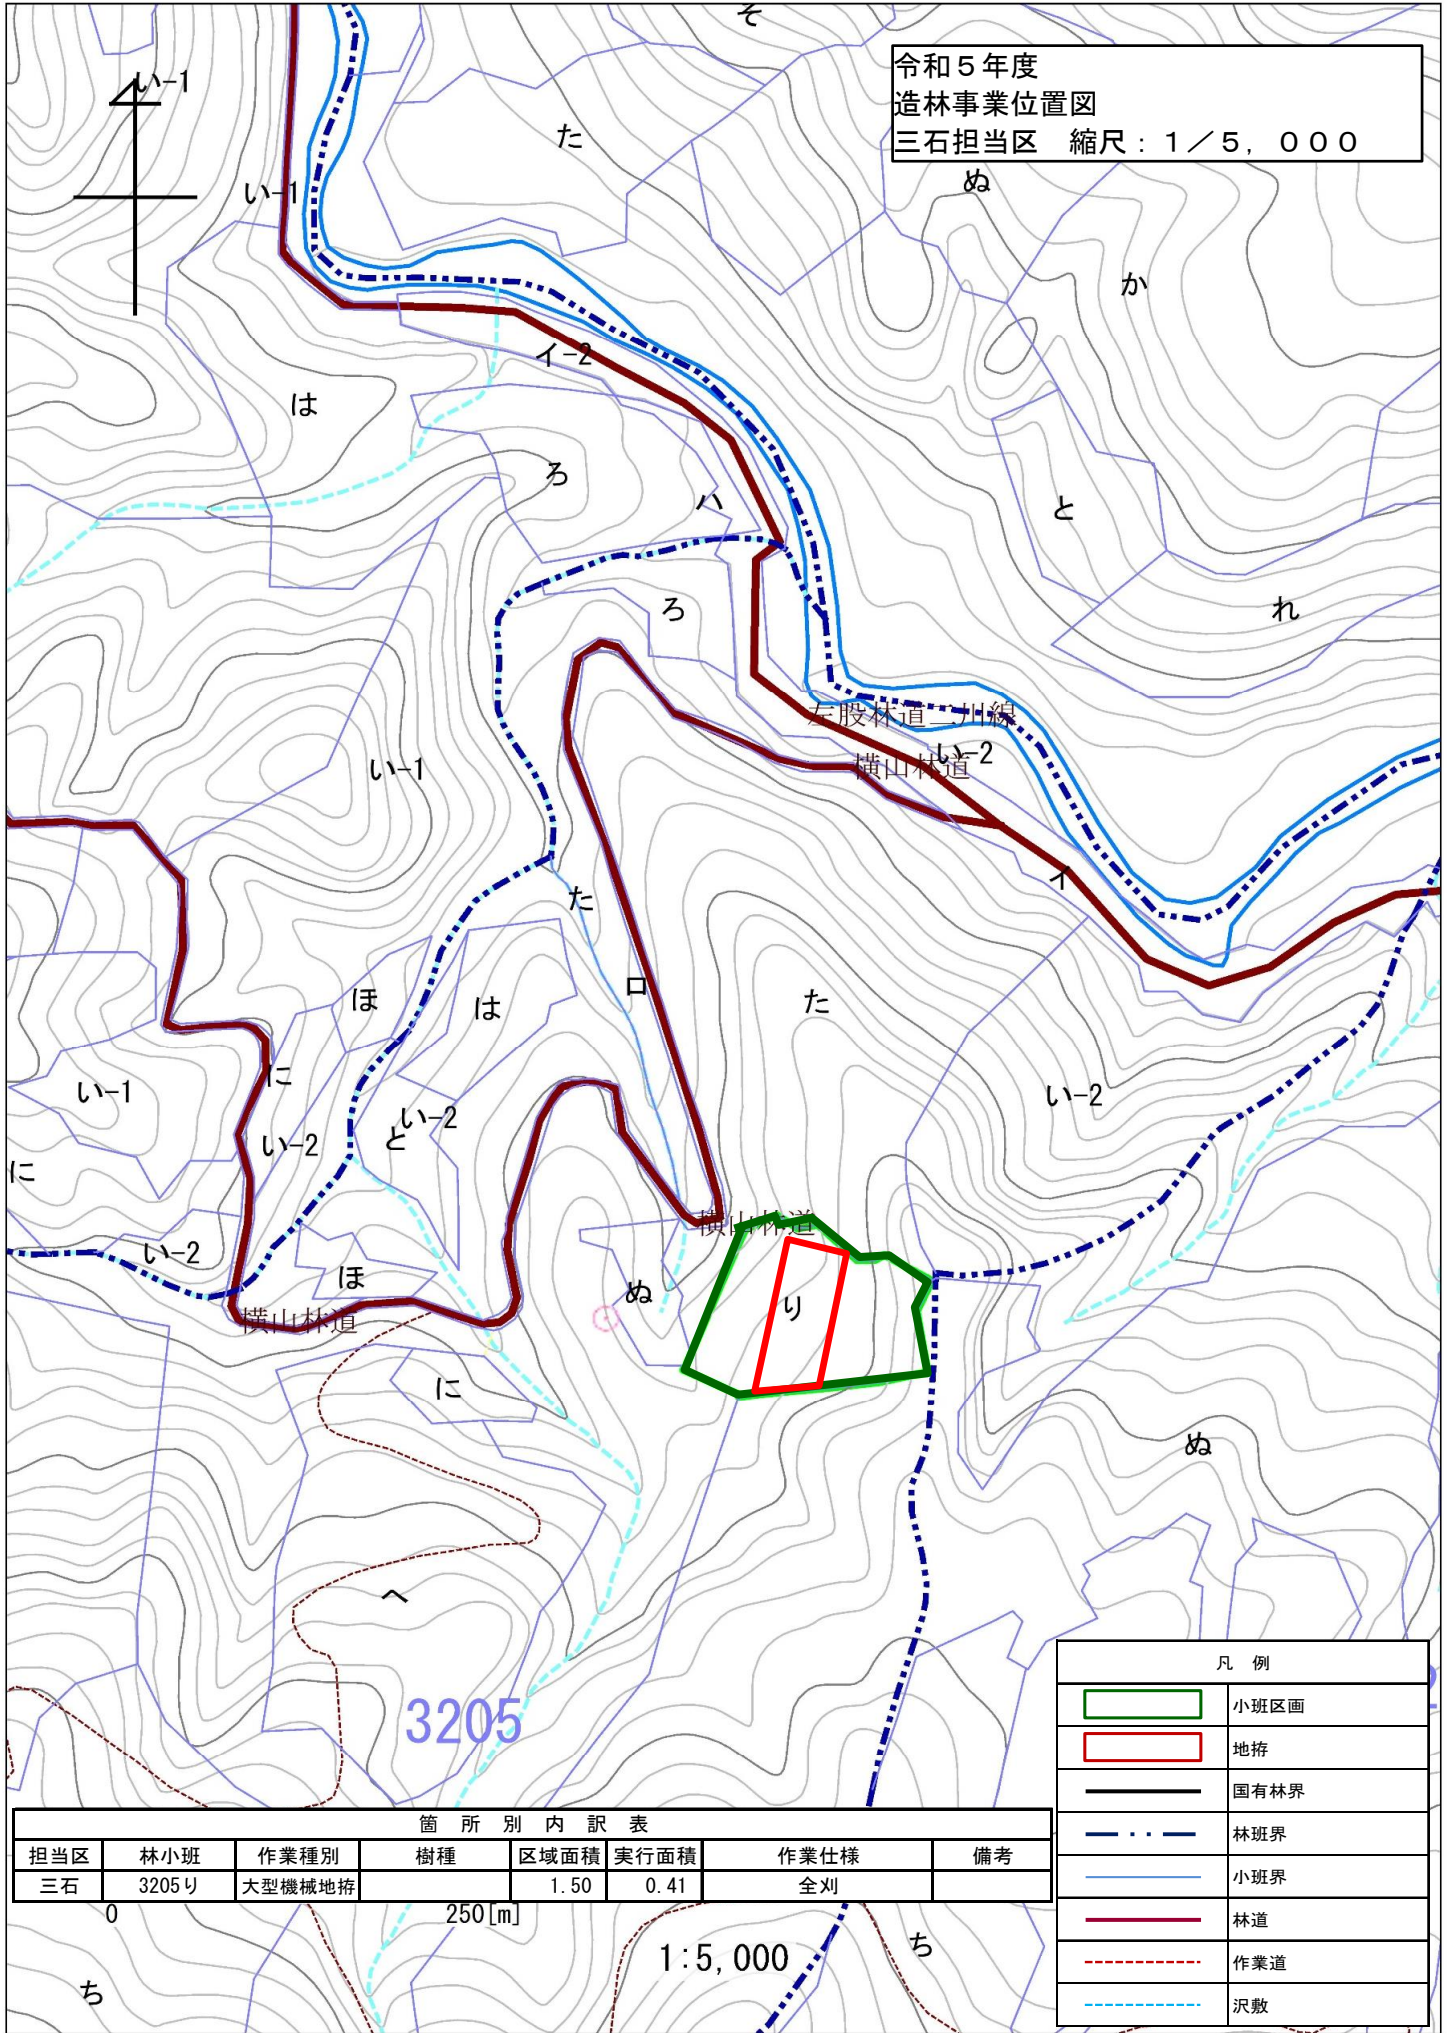 そ
令和５年度
造林事業位置図
三石担当区　縮尺：１／５，０００
い-1
た
ぬ
い-1
か
イ-2
は
ろ
ハ
と
ろ
れ
左股林道二川線
い-2
横山林道
い-1
イ
た
ロ
た
ほ
は
に
い-1
い-2
い-2
と
い-2
に
横山林道
い-2
ほ
ぬ
り
横山林道
に
ぬ
へ
3205
凡　例
小班区画
地拵
国有林界
林班界
小班界
林道
作業道
沢敷
箇　所　別　内　訳　表
担当区 林小班 作業種別 樹種 区域面積 実行面積 作業仕様 備考
三石 3205り 大型機械地拵 1.50 0.41 全刈
0 250[m]
1:5,000
ち
ち